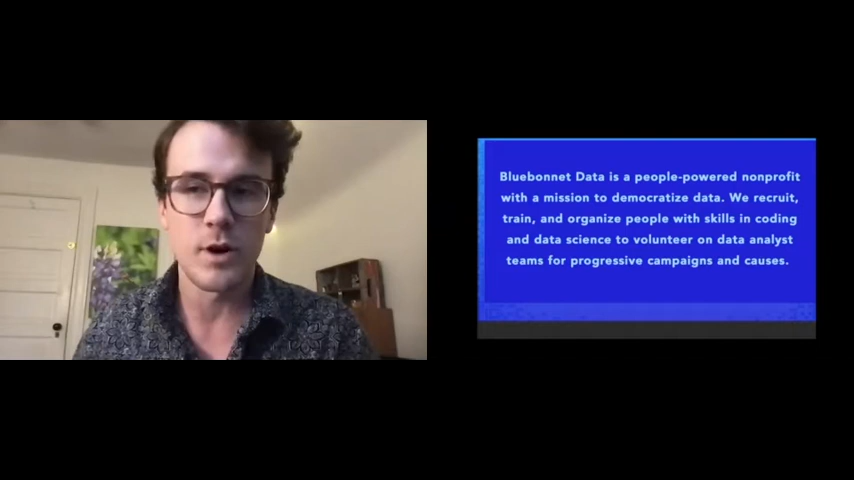 Bluebonnet Data is a people-powered nonprofit
with a mission to democratize data. We recruit,
train, and organize people with skills in coding
and data science to volunteer on data analyst
teams for progressive campaigns and causes.